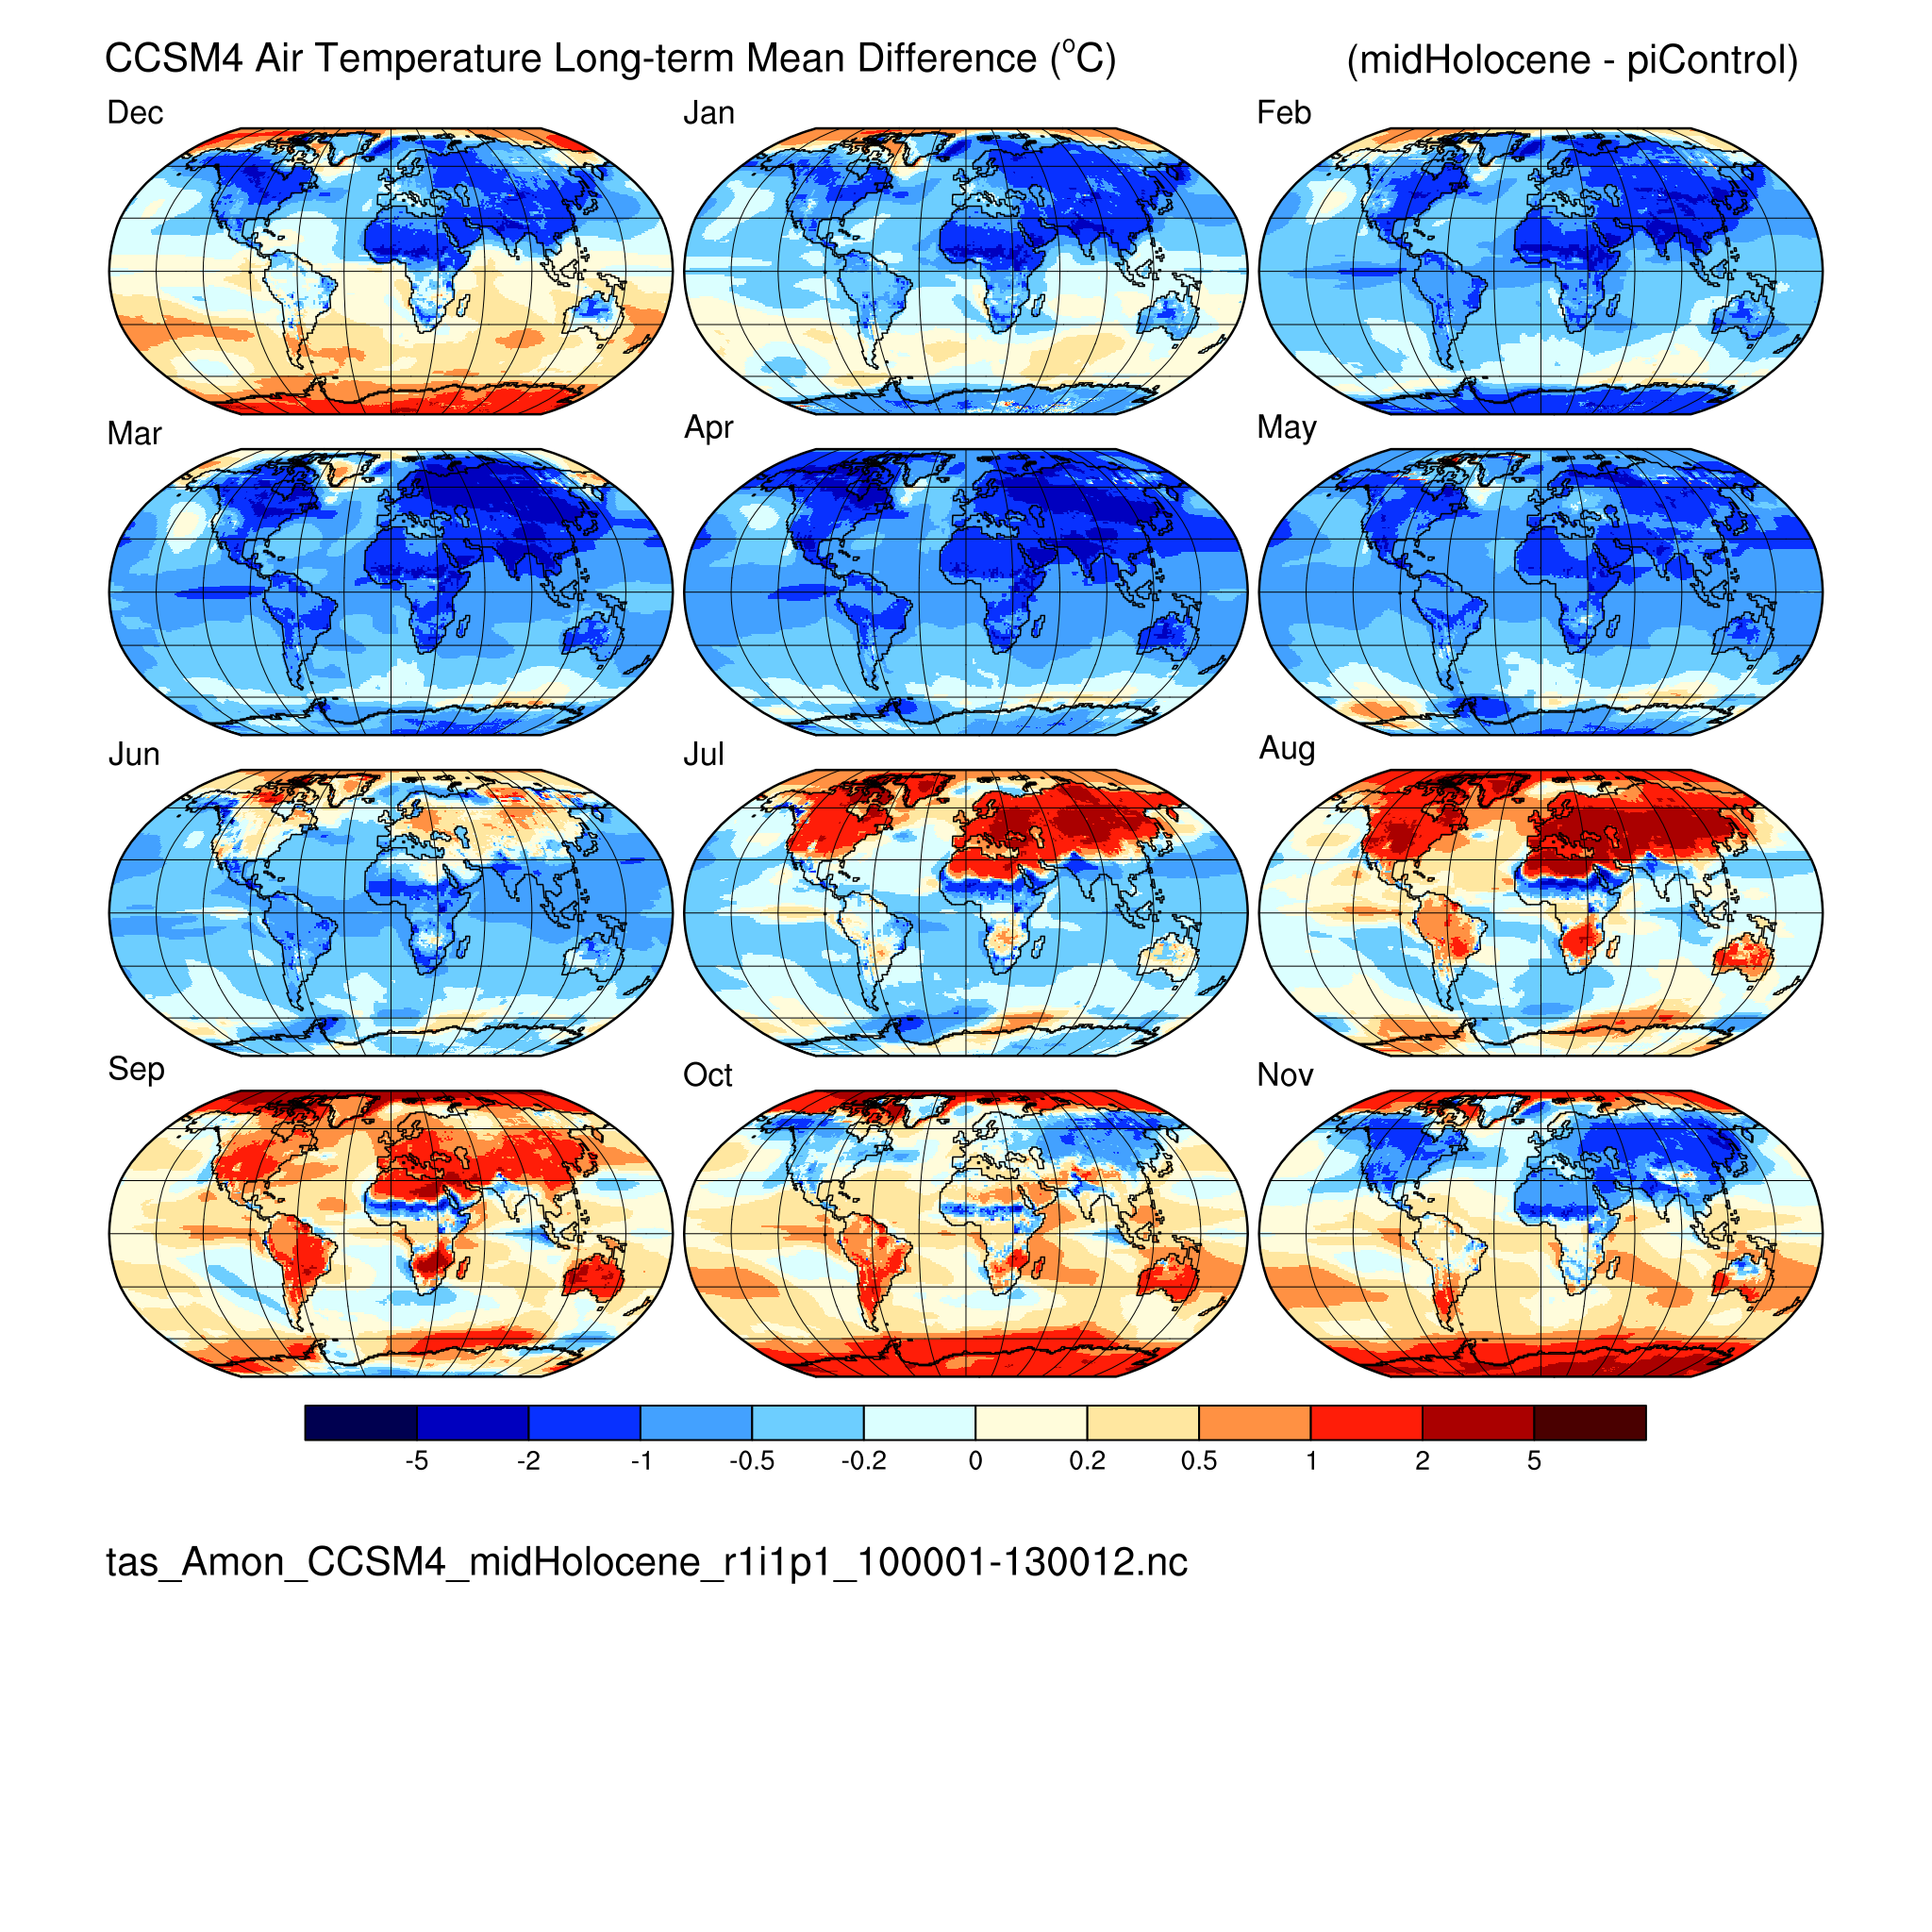 CCSM4 Air Temperature Long-term Mean Difference (°C) (midHolocene - piControl)
Dec Jan Feb
Mar Apr May
Jun Jul Aug
Sep Oct Nov
-5 -2 -1 -0.5 -0.2 0 0.2 0.5 1 2 5
tas_Amon_CCSM4_midHolocene_r1i1p1_100001-130012.nc